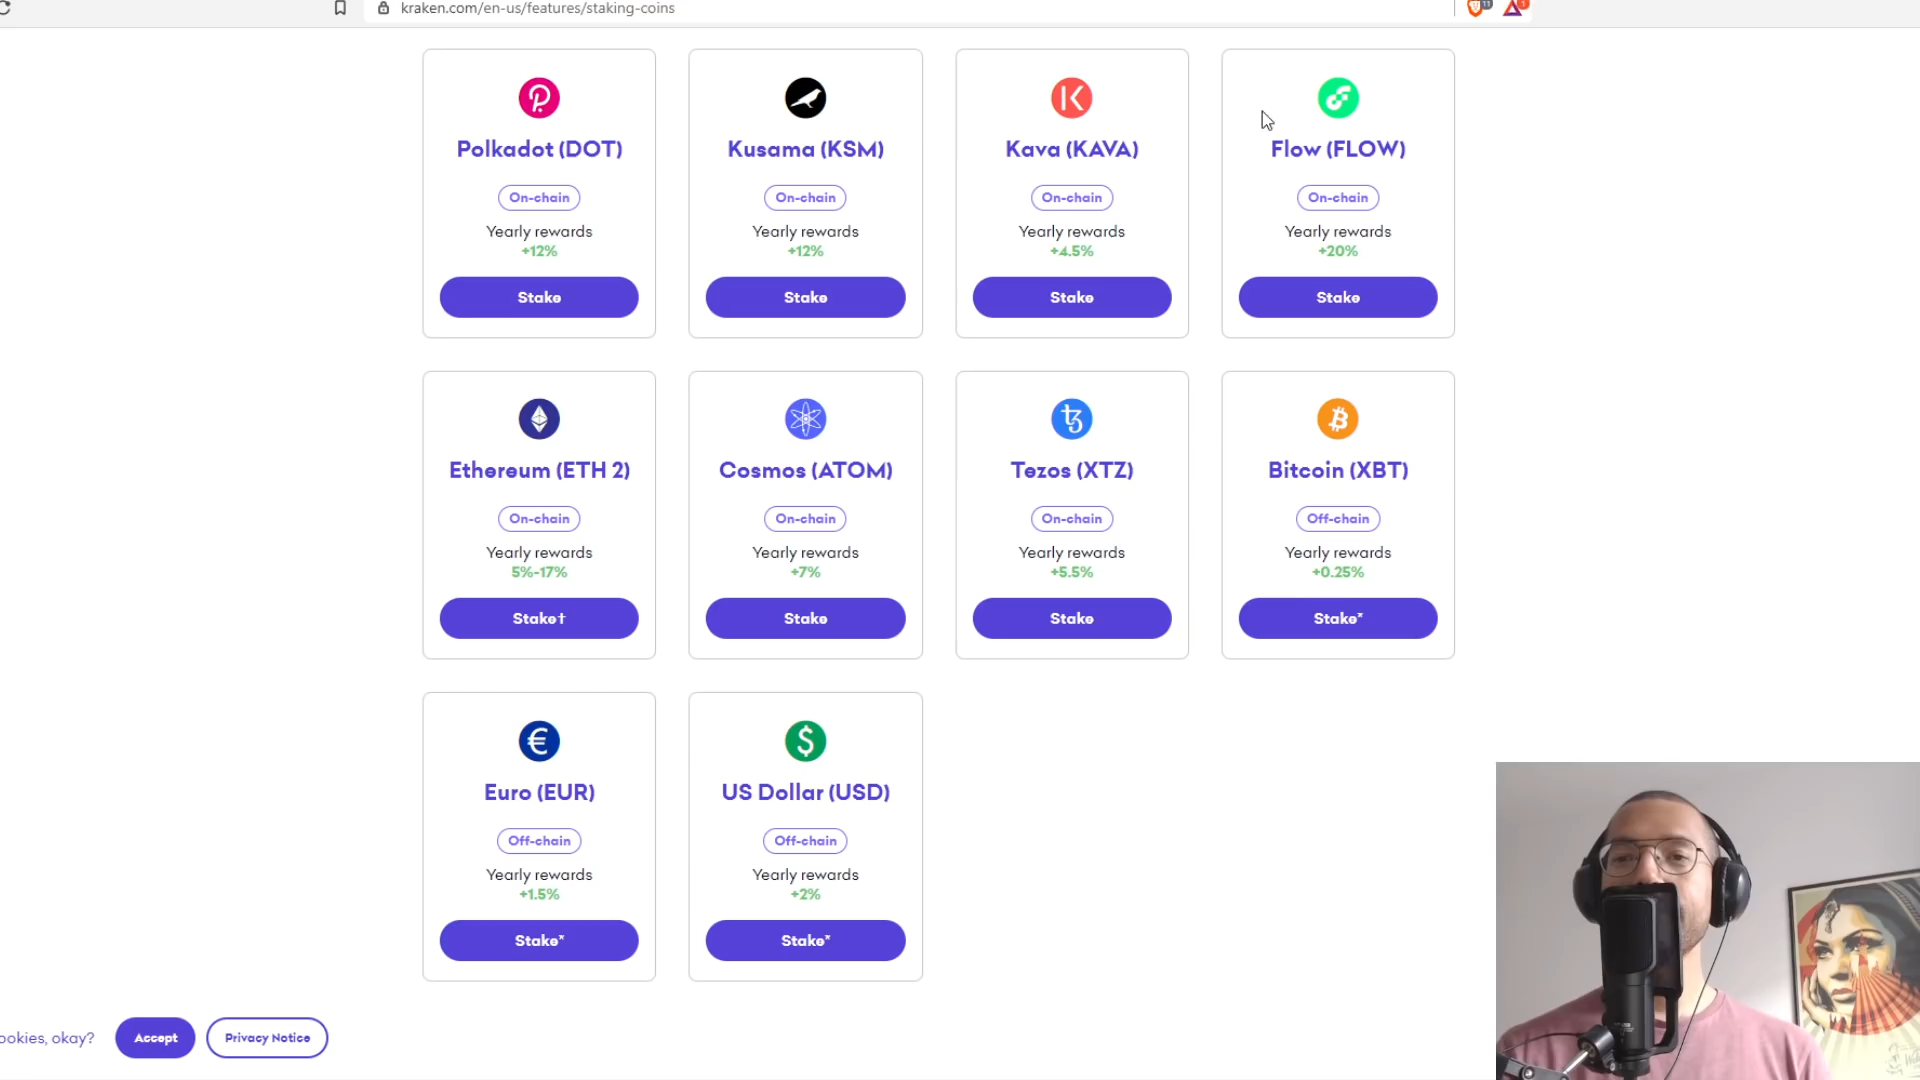 kraken.com/en-us/features/staking-coins
11
1
Polkadot (DOT)
On-chain
Yearly rewards
+12%
Stake
Kusama (KSM)
On-chain
Yearly rewards
+12%
Stake
Kava (KAVA)
On-chain
Yearly rewards
+4.5%
Stake
Flow (FLOW)
On-chain
Yearly rewards
+20%
Stake
Ethereum (ETH 2)
On-chain
Yearly rewards
5%-17%
Stake†
Cosmos (ATOM)
On-chain
Yearly rewards
+7%
Stake
Tezos (XTZ)
On-chain
Yearly rewards
+5.5%
Stake
Bitcoin (XBT)
Off-chain
Yearly rewards
+0.25%
Stake*
Euro (EUR)
Off-chain
Yearly rewards
+1.5%
Stake*
US Dollar (USD)
Off-chain
Yearly rewards
+2%
Stake*
ookies, okay?
Accept
Privacy Notice